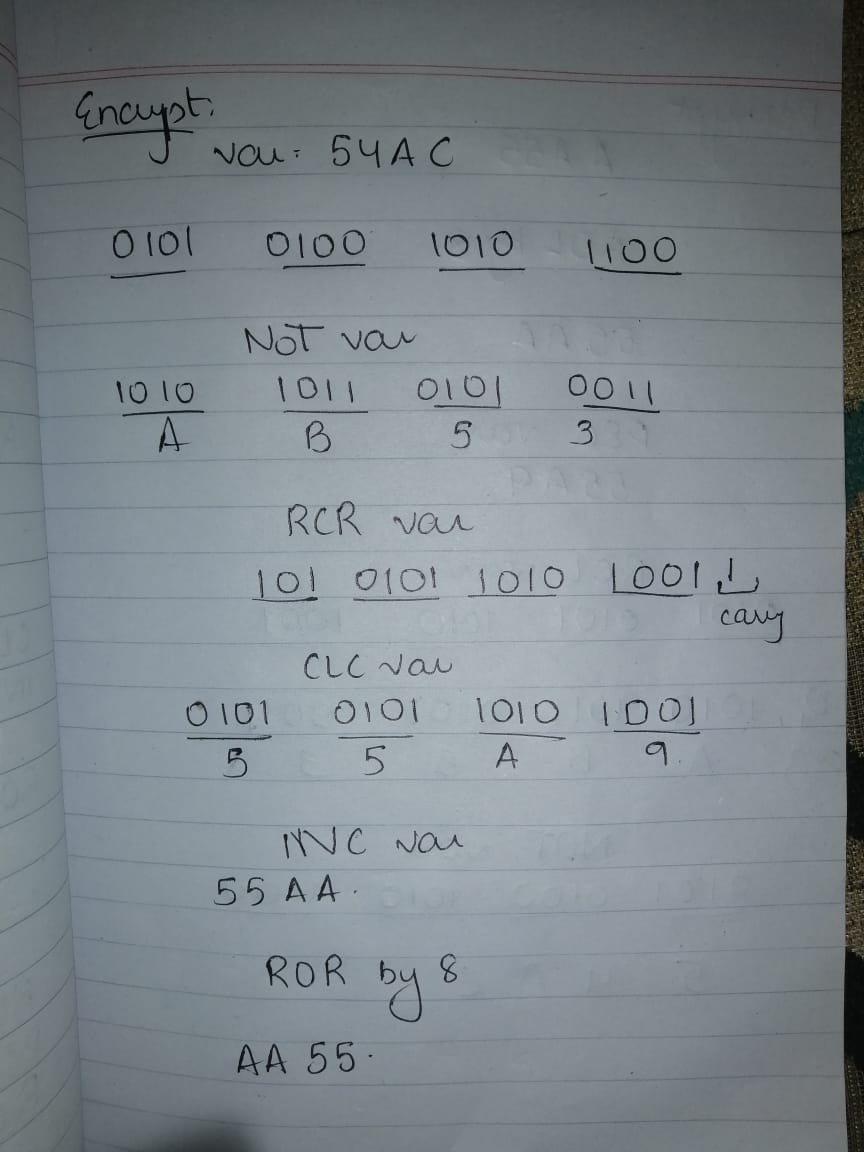 Encrypt:
var: 54AC
0101 0100 1010 1100
NOT var
1010 1011 0101 0011
A B 5 3
RCR var
101 0101 1010 1001 1
carry
CLC var
0101 0101 1010 1001
5 5 A 9.
INC var
55 AA.
ROR by 8
AA 55.